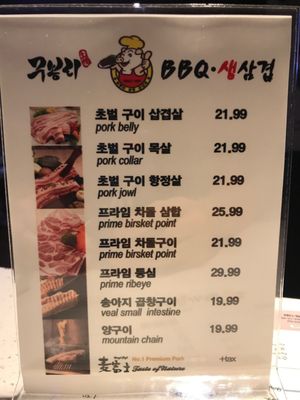 BBQ·생삼겹
초벌 구이 삼겹살 21.99
pork belly
초벌 구이 목살 21.99
pork collar
초벌 구이 항정살 21.99
pork jowl
프라임 차돌 삼합 25.99
prime birsket point
프라임 차돌구이 21.99
prime birsket point
프라임 등심 29.99
prime ribeye
송아지 곱창구이 19,99
veal small intestine
양구이 19,99
mountain chain
No.1 Premium Pork
Taste of Nature
+tax